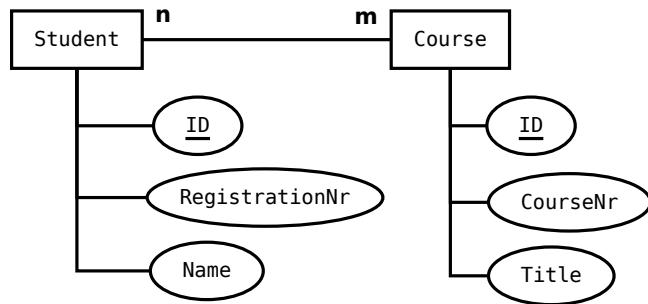 n
m
Student
Course
ID
ID
RegistrationNr
CourseNr
Name
Title